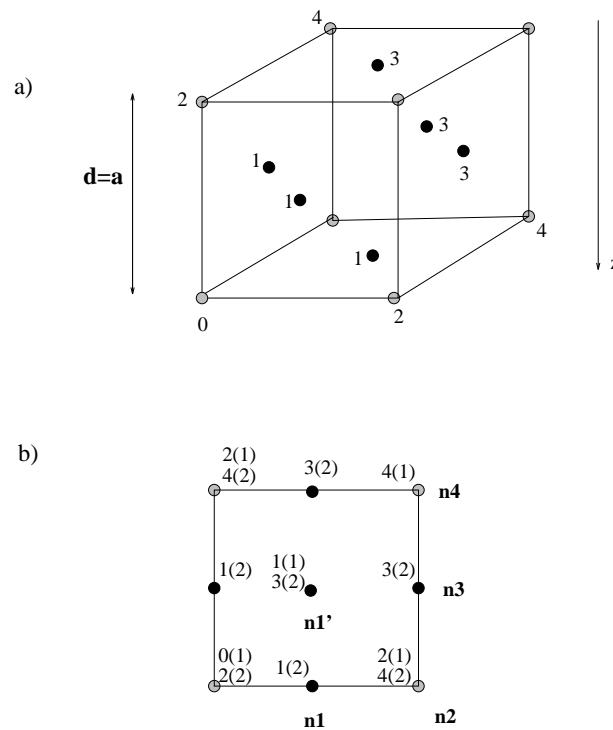 a)
4
3
2
3
1
d=a
3
1
1
4
z
0
2
b)
2(1)
4(2)
3(2)
4(1)
n4
1(2)
1(1)
3(2)
3(2)
n3
n1’
0(1)
2(2)
1(2)
2(1)
4(2)
n1
n2